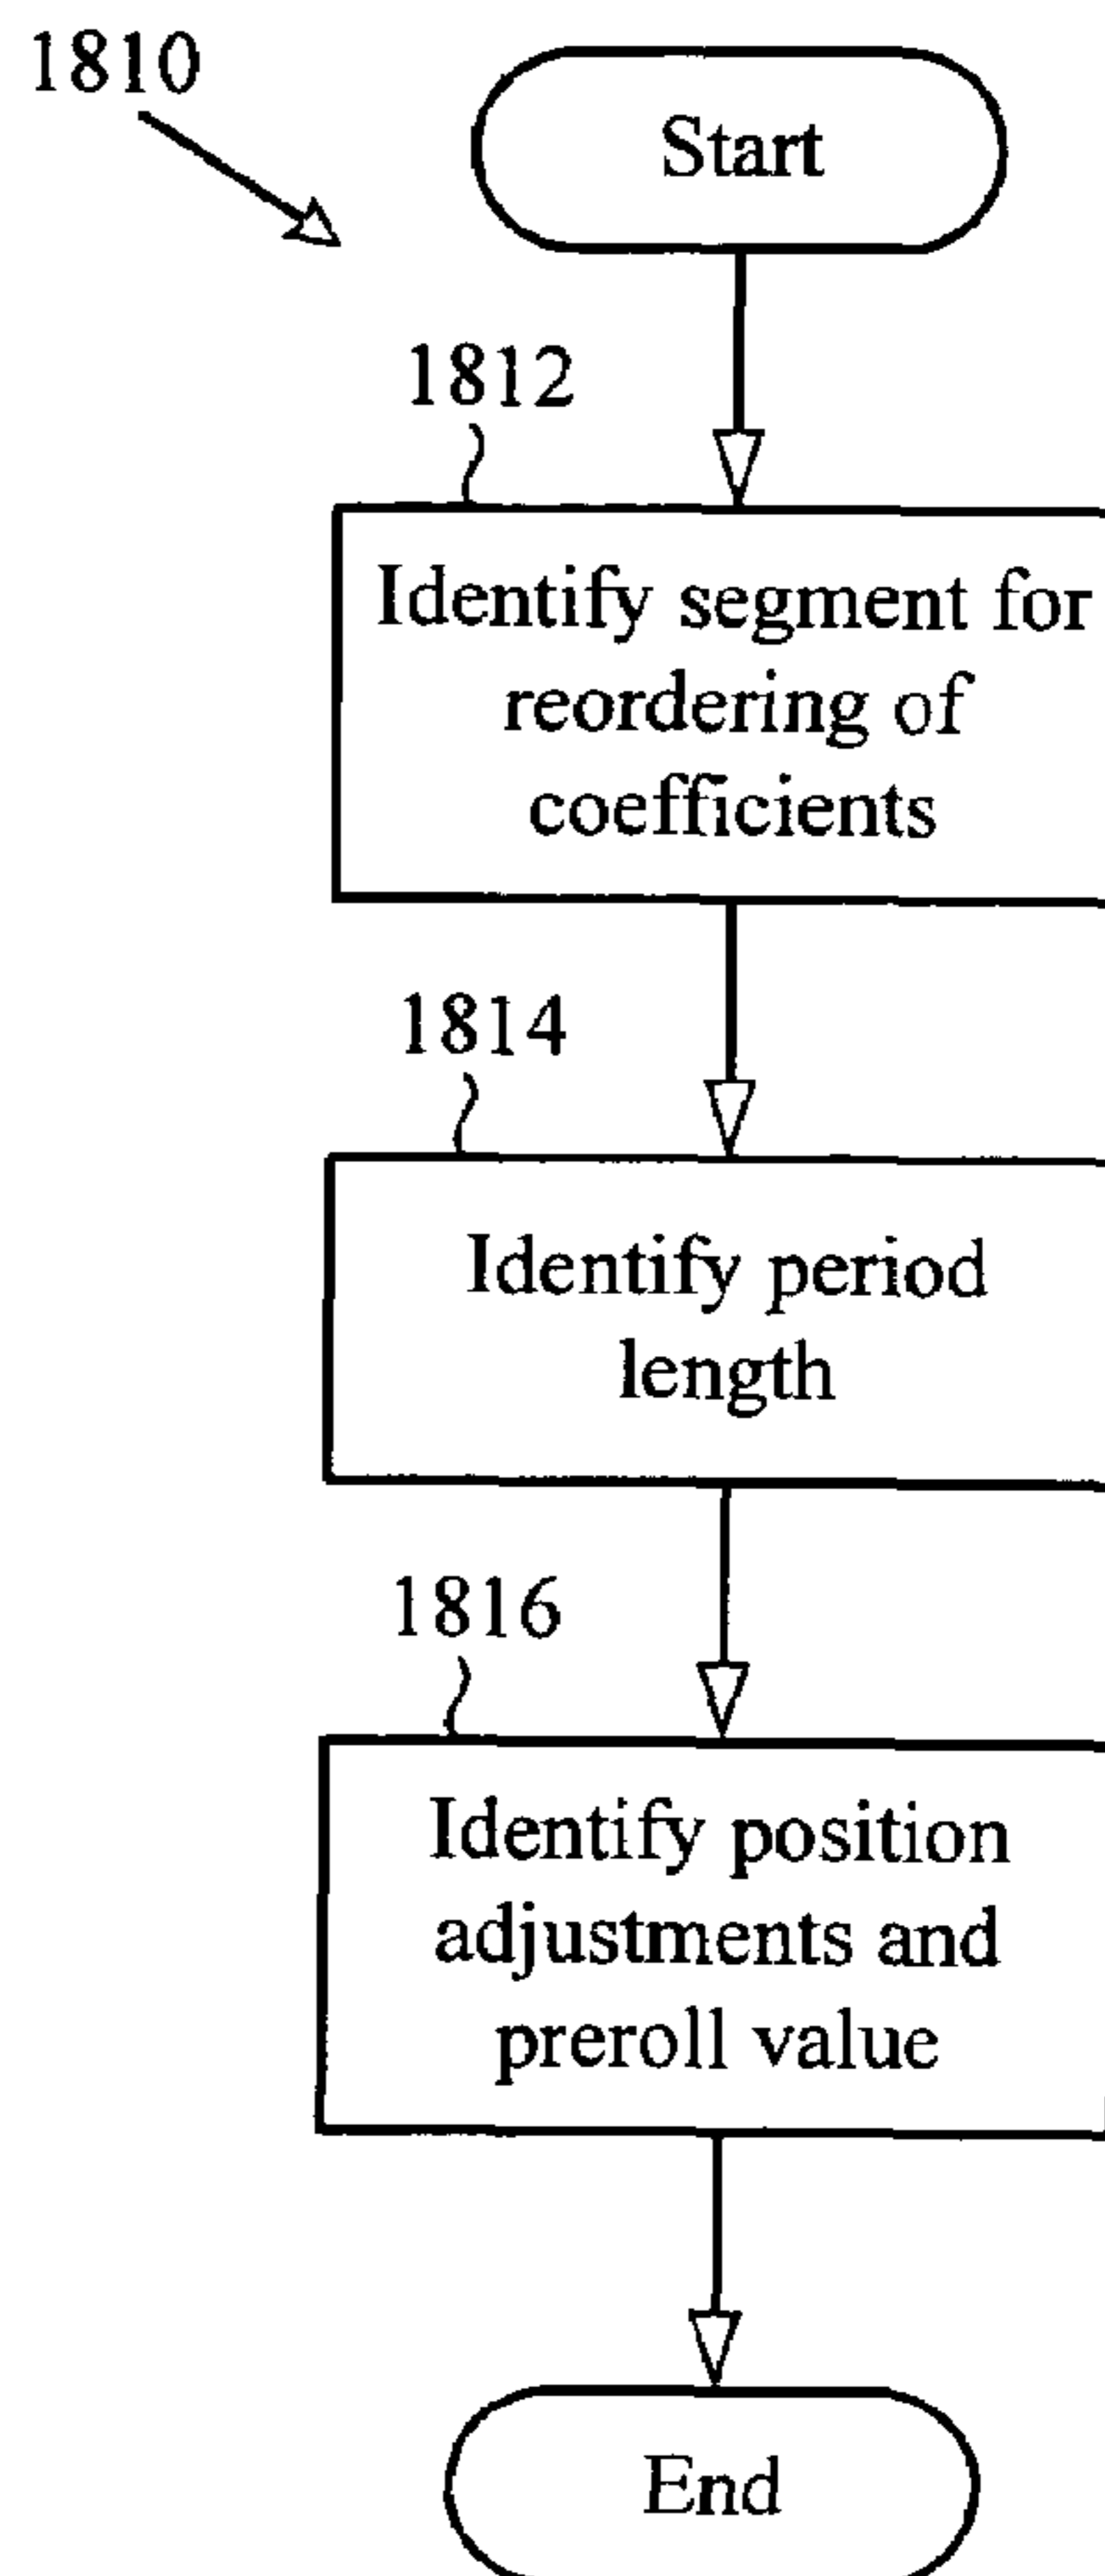 1810
Start
1812
Identify segment for
reordering of
coefficients
1814
Identify period
length
1816
Identify position
adjustments and
preroll value
End